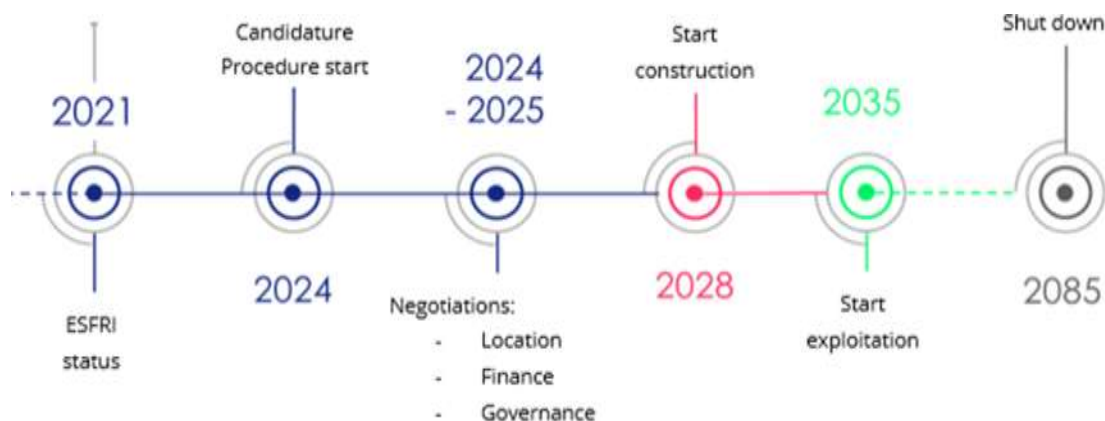 2021
ESFRI
status
Candidature
Procedure start
2024
2024
- 2025
Negotiations:
- Location
- Finance
- Governance
Start
construction
2028
2035
Start
exploitation
Shut down
2085